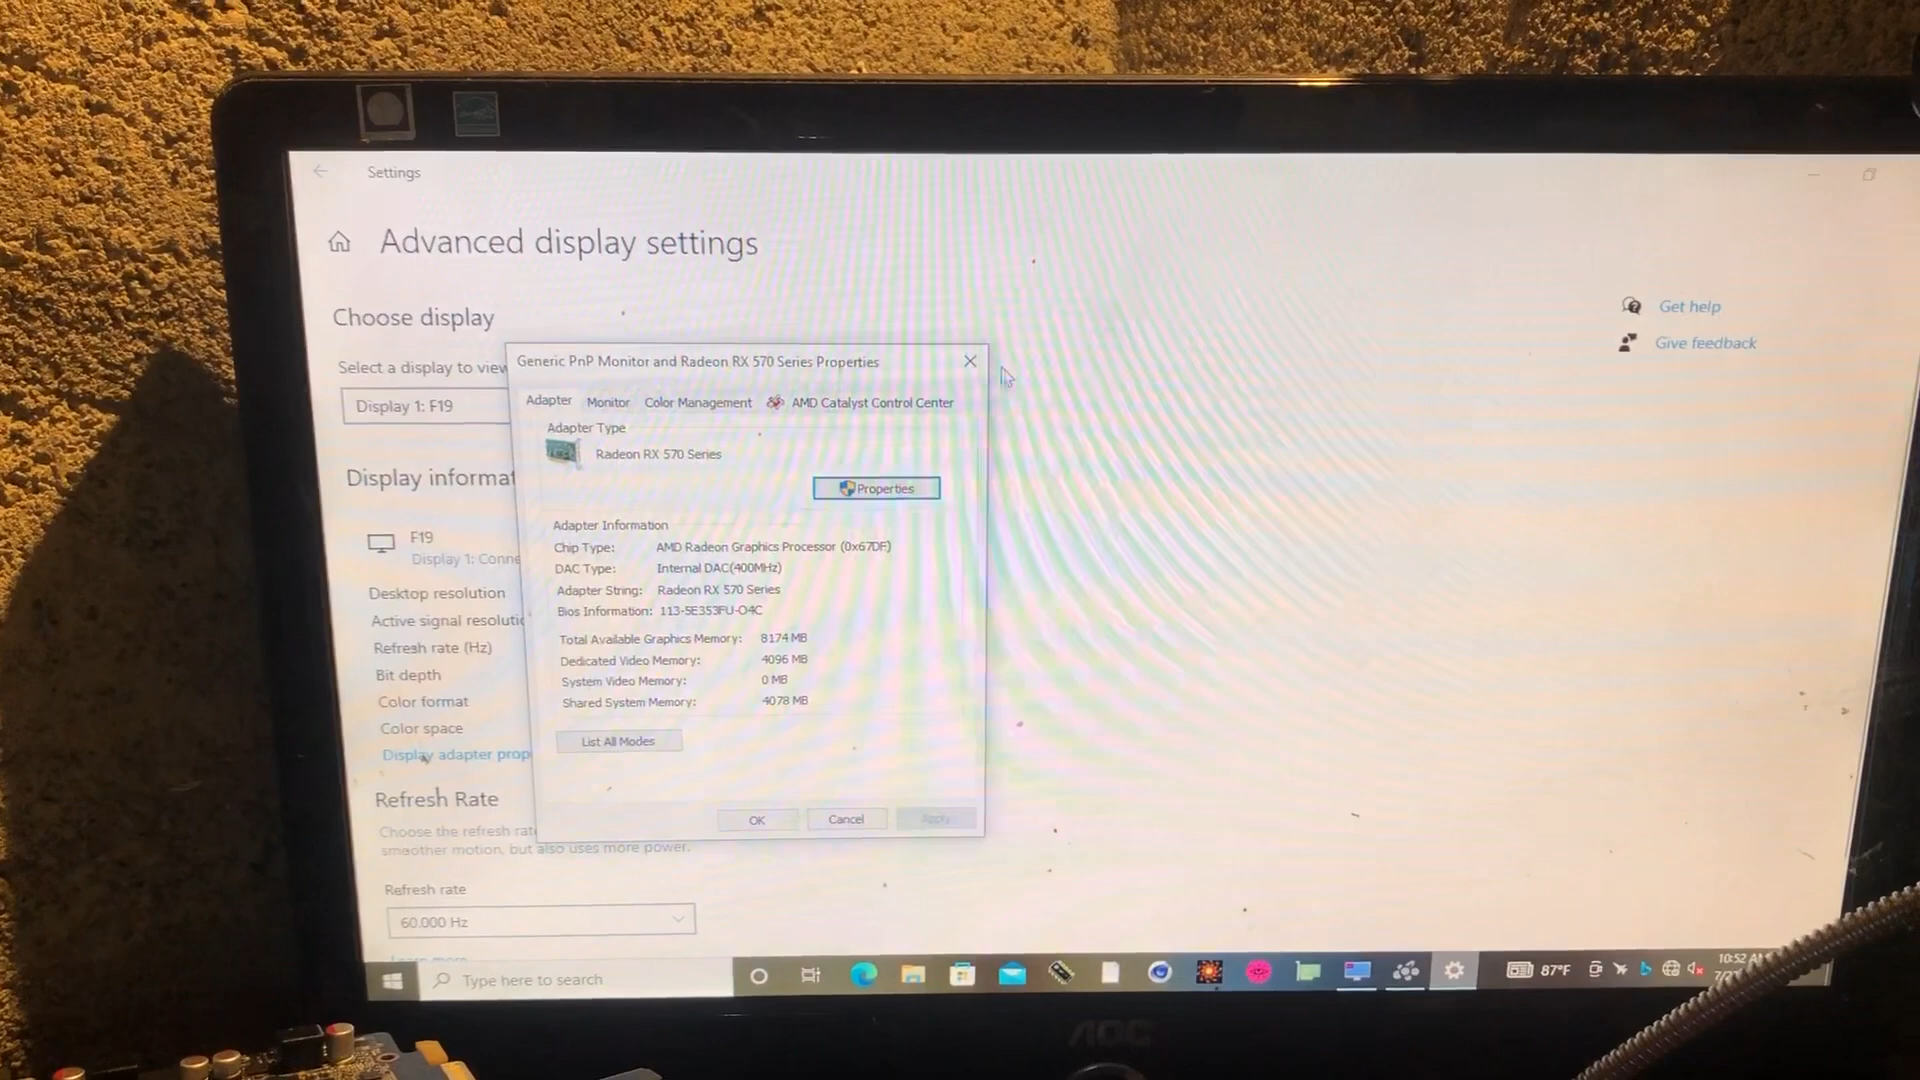 Settings
Advanced display settings
Choose display
Select a display to view
Display 1: F19
Display informat
F19
Display 1: Conne
Desktop resolution
Active signal resolutio
Refresh rate (Hz)
Bit depth
Color format
Color space
Display adapter prop
Refresh Rate
Choose the refresh rat
smoother motion, but also uses more power.
Refresh rate
60.000 Hz
Learn more
Get help
Give feedback
Generic PnP Monitor and Radeon RX 570 Series Properties
Adapter Monitor Color Management AMD Catalyst Control Center
Adapter Type
Radeon RX 570 Series
Properties
Adapter Information
Chip Type: AMD Radeon Graphics Processor (0x67DF)
DAC Type: Internal DAC(400MHz)
Adapter String: Radeon RX 570 Series
Bios Information: 113-5E353FU-O4C
Total Available Graphics Memory: 8174 MB
Dedicated Video Memory: 4096 MB
System Video Memory: 0 MB
Shared System Memory: 4078 MB
List All Modes
OK Cancel Apply
Type here to search
87°F
10:52 AM
AOC